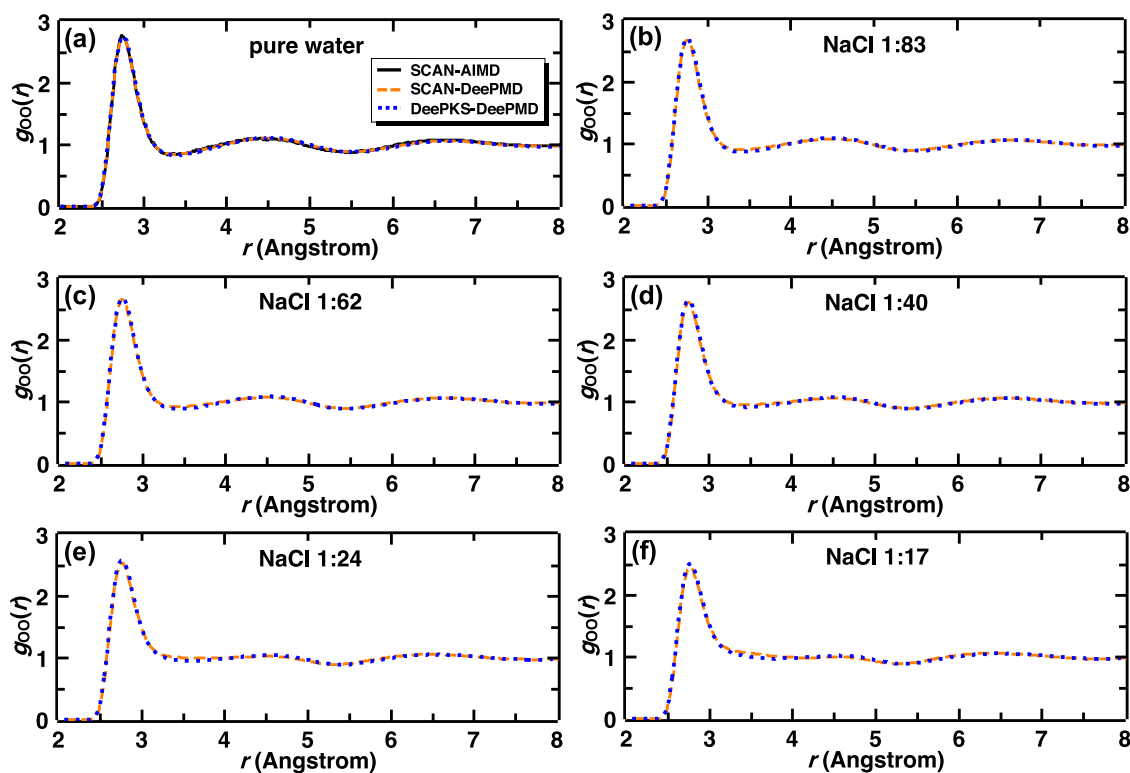 (a) pure water
SCAN-AIMD
SCAN-DeePMD
DeePKS-DeePMD
gOO(r)
3
2
1
0
2 3 4 5 6 7 8
r (Angstrom)
(b) NaCl 1:83
gOO(r)
3
2
1
0
2 3 4 5 6 7 8
r (Angstrom)
(c) NaCl 1:62
gOO(r)
3
2
1
0
2 3 4 5 6 7 8
r (Angstrom)
(d) NaCl 1:40
gOO(r)
3
2
1
0
2 3 4 5 6 7 8
r (Angstrom)
(e) NaCl 1:24
gOO(r)
3
2
1
0
2 3 4 5 6 7 8
r (Angstrom)
(f) NaCl 1:17
gOO(r)
3
2
1
0
2 3 4 5 6 7 8
r (Angstrom)